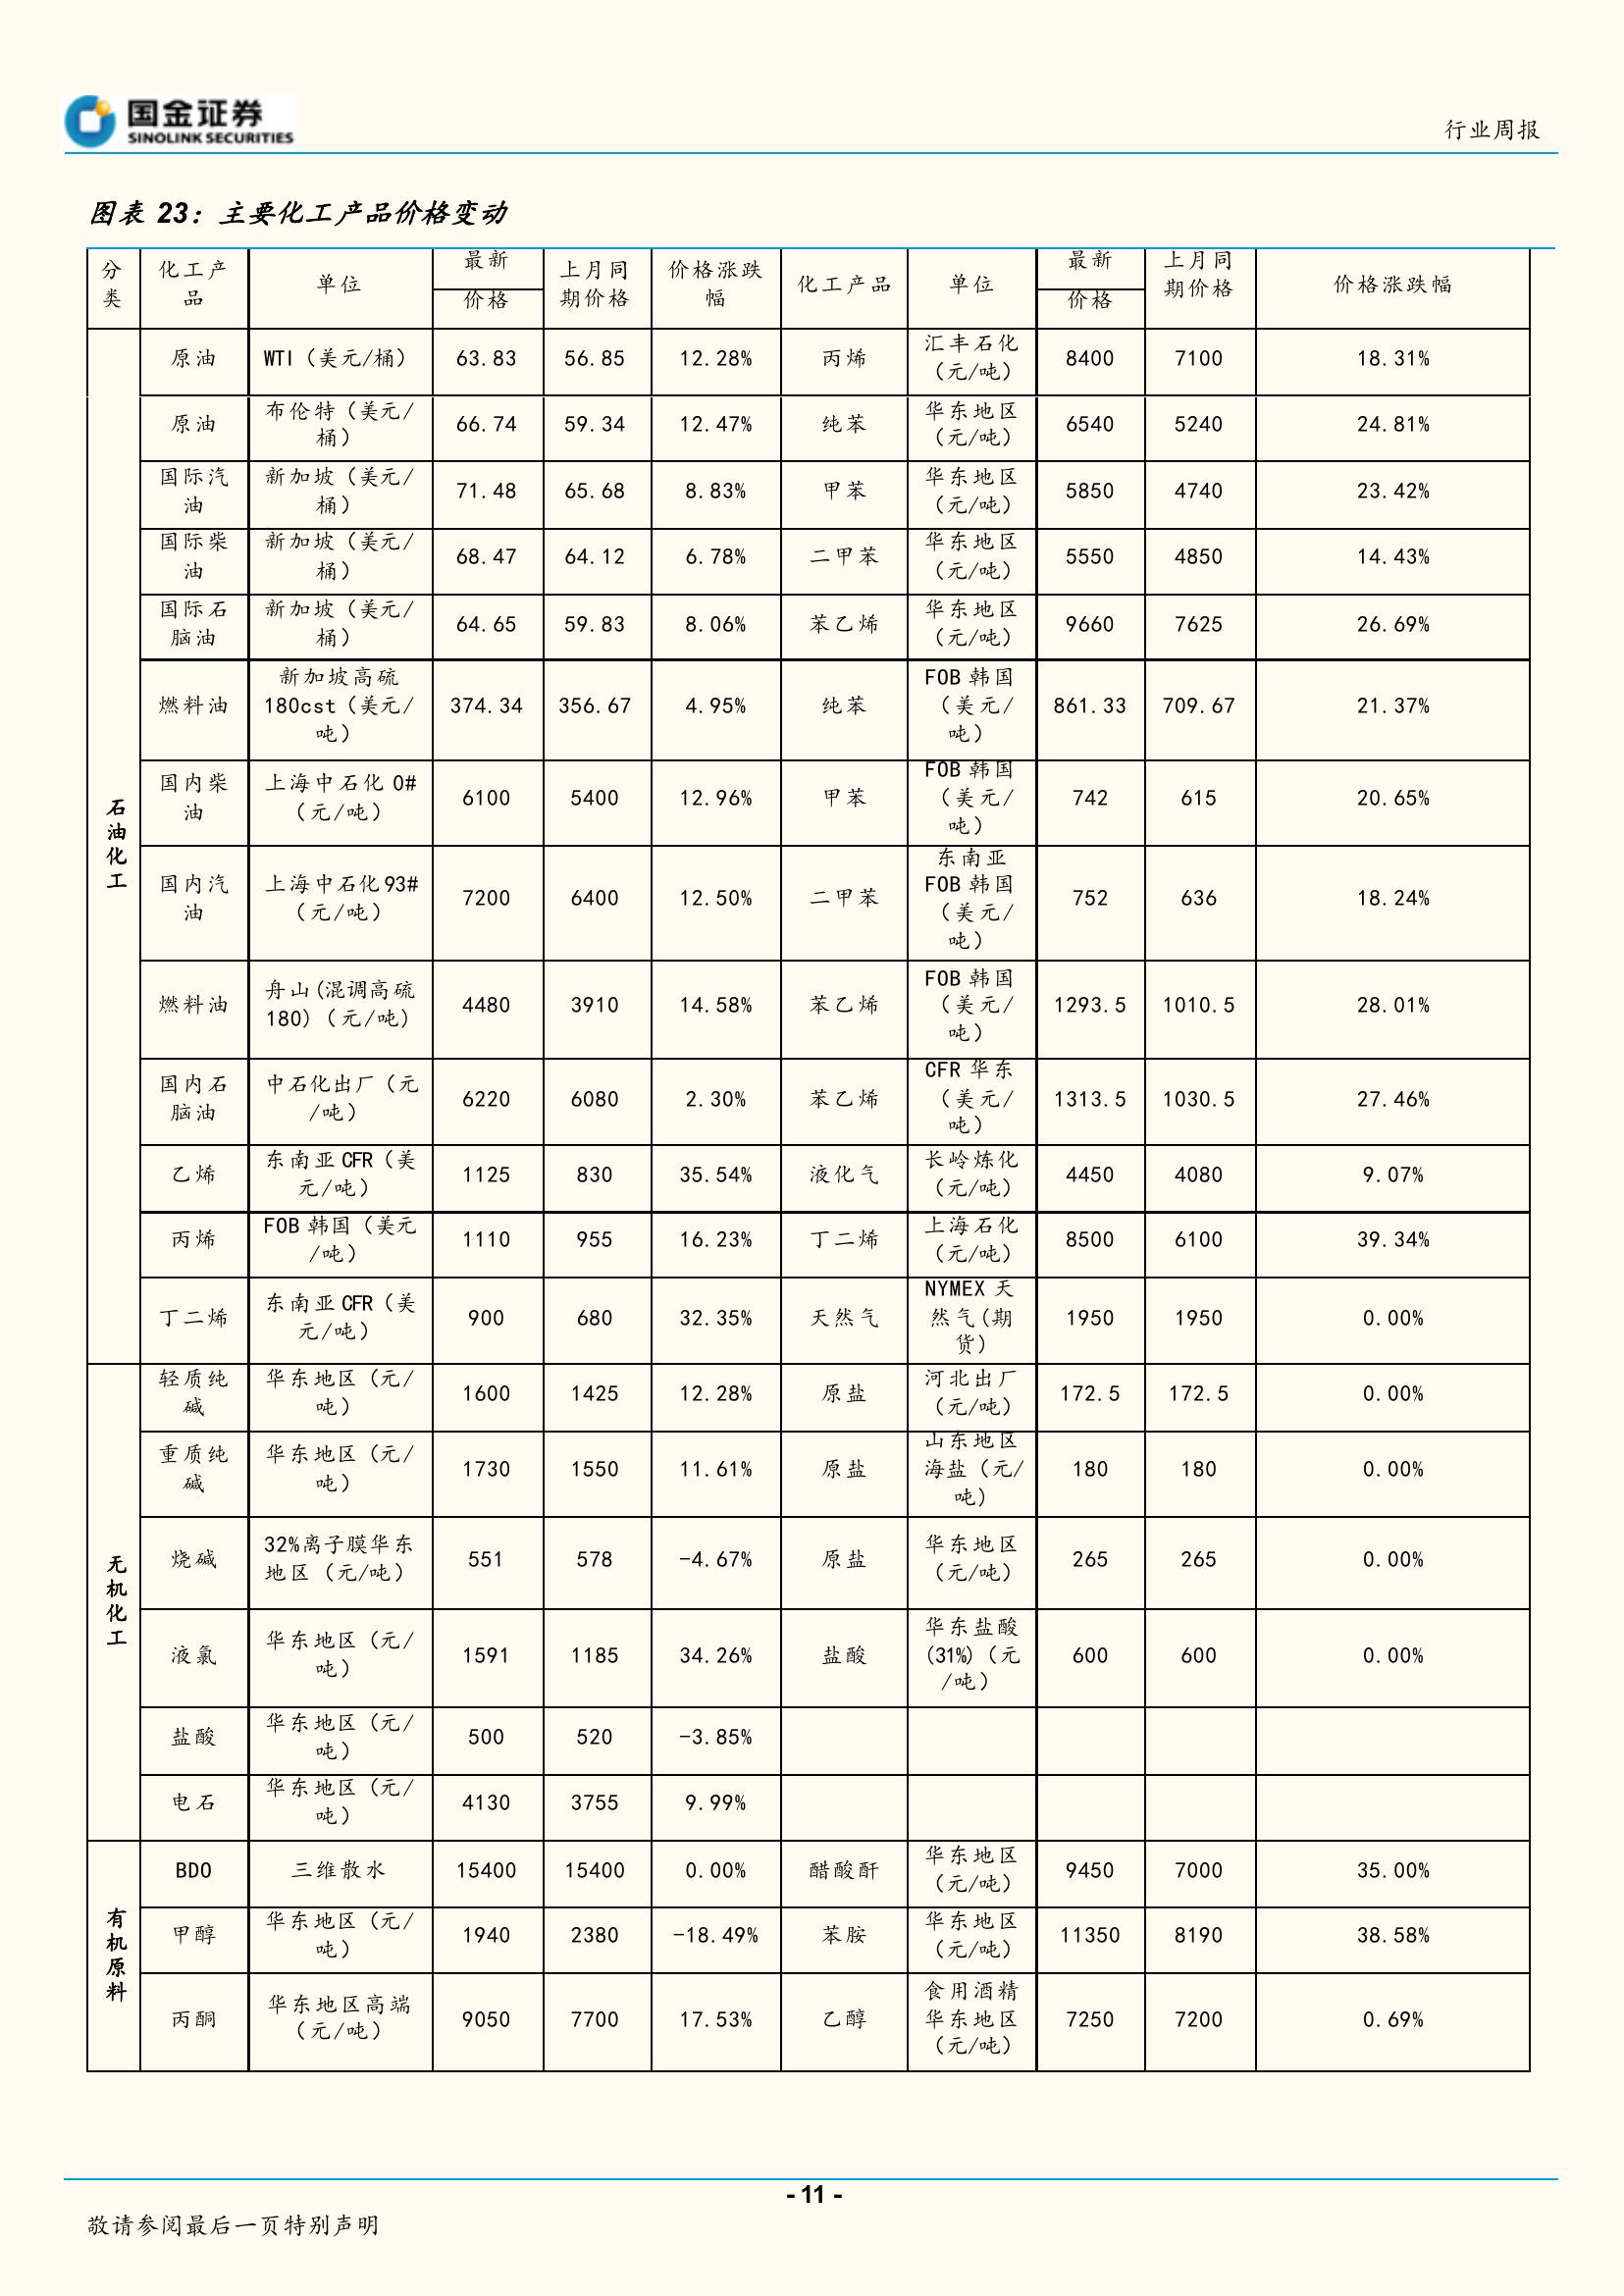 国金证券
SINOLINK SECURITIES
行业周报
图表 23：主要化工产品价格变动
分类 化工产品 单位 最新价格 上月同期价格 价格涨跌幅 化工产品 单位 最新价格 上月同期价格 价格涨跌幅
石油化工
原油 WTI（美元/桶） 63.83 56.85 12.28% 丙烯 汇丰石化（元/吨） 8400 7100 18.31%
原油 布伦特（美元/桶） 66.74 59.34 12.47% 纯苯 华东地区（元/吨） 6540 5240 24.81%
国际汽油 新加坡（美元/桶） 71.48 65.68 8.83% 甲苯 华东地区（元/吨） 5850 4740 23.42%
国际柴油 新加坡（美元/桶） 68.47 64.12 6.78% 二甲苯 华东地区（元/吨） 5550 4850 14.43%
国际石脑油 新加坡（美元/桶） 64.65 59.83 8.06% 苯乙烯 华东地区（元/吨） 9660 7625 26.69%
燃料油 新加坡高硫180cst（美元/吨） 374.34 356.67 4.95% 纯苯 FOB 韩国（美元/吨） 861.33 709.67 21.37%
国内柴油 上海中石化 0#（元/吨） 6100 5400 12.96% 甲苯 FOB 韩国（美元/吨） 742 615 20.65%
国内汽油 上海中石化93#（元/吨） 7200 6400 12.50% 二甲苯 东南亚FOB 韩国（美元/吨） 752 636 18.24%
燃料油 舟山(混调高硫180)（元/吨） 4480 3910 14.58% 苯乙烯 FOB 韩国（美元/吨） 1293.5 1010.5 28.01%
国内石脑油 中石化出厂（元/吨） 6220 6080 2.30% 苯乙烯 CFR 华东（美元/吨） 1313.5 1030.5 27.46%
乙烯 东南亚 CFR（美元/吨） 1125 830 35.54% 液化气 长岭炼化（元/吨） 4450 4080 9.07%
丙烯 FOB 韩国（美元/吨） 1110 955 16.23% 丁二烯 上海石化（元/吨） 8500 6100 39.34%
丁二烯 东南亚 CFR（美元/吨） 900 680 32.35% 天然气 NYMEX 天然气(期货) 1950 1950 0.00%
无机化工
轻质纯碱 华东地区（元/吨） 1600 1425 12.28% 原盐 河北出厂（元/吨） 172.5 172.5 0.00%
重质纯碱 华东地区（元/吨） 1730 1550 11.61% 原盐 山东地区海盐（元/吨） 180 180 0.00%
烧碱 32%离子膜华东地区（元/吨） 551 578 -4.67% 原盐 华东地区（元/吨） 265 265 0.00%
液氯 华东地区（元/吨） 1591 1185 34.26% 盐酸 华东盐酸(31%)（元/吨） 600 600 0.00%
盐酸 华东地区（元/吨） 500 520 -3.85%
电石 华东地区（元/吨） 4130 3755 9.99%
有机原料
BDO 三维散水 15400 15400 0.00% 醋酸酐 华东地区（元/吨） 9450 7000 35.00%
甲醇 华东地区（元/吨） 1940 2380 -18.49% 苯胺 华东地区（元/吨） 11350 8190 38.58%
丙酮 华东地区高端（元/吨） 9050 7700 17.53% 乙醇 食用酒精华东地区（元/吨） 7250 7200 0.69%
- 11 -
敬请参阅最后一页特别声明